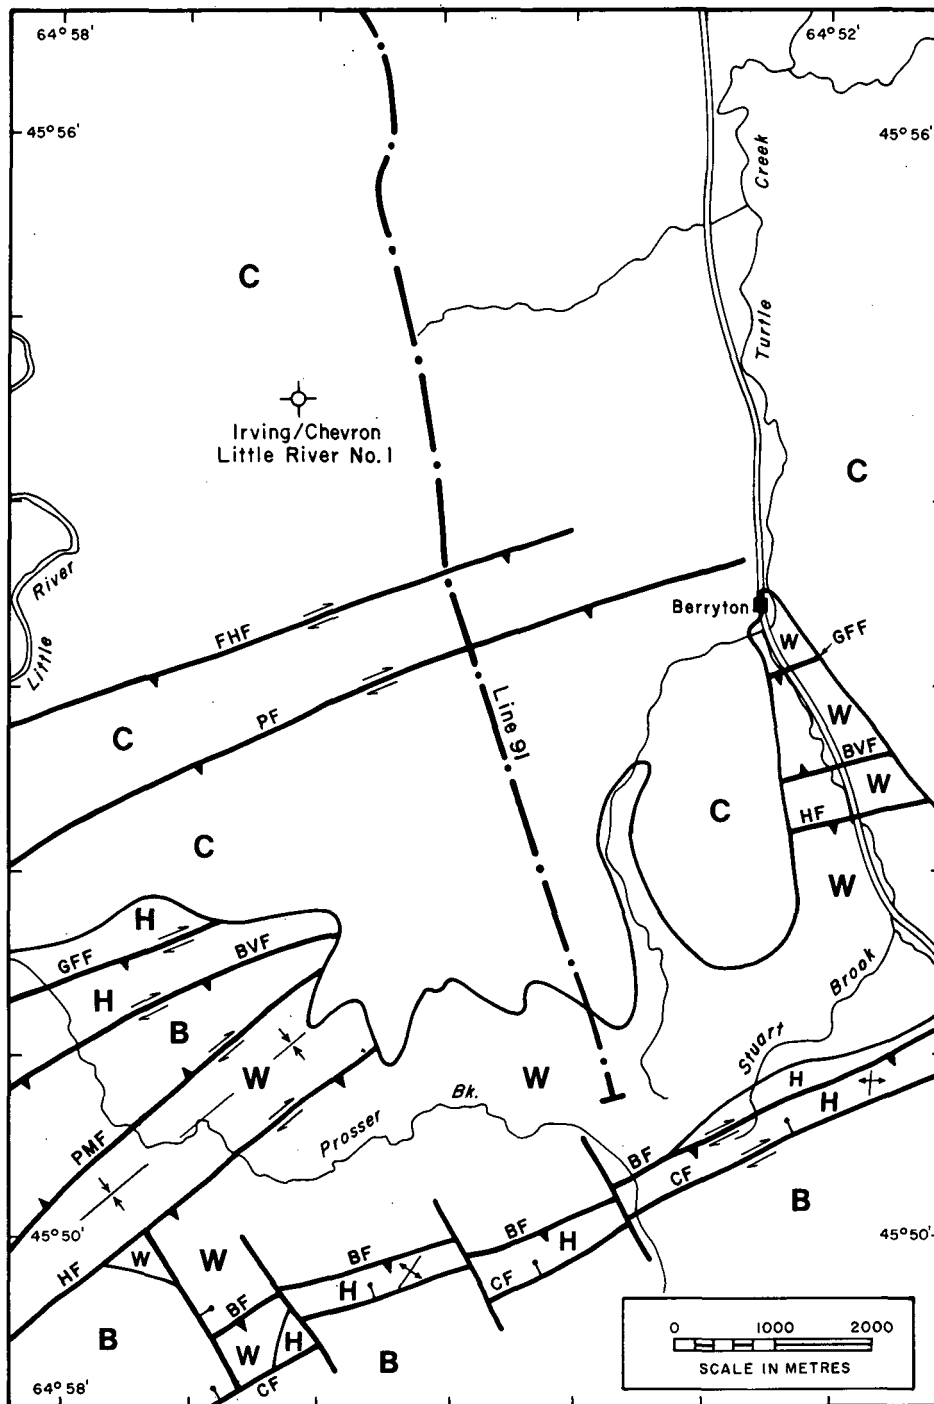 64° 58'
64° 52'
45° 56'
45° 56'
Creek
Turtle
C
Irving/Chevron
Little River No. 1
C
River
Little
FHF
Berryton
W
GFF
PF
Line 91
C
W
BVF
W
C
HF
C
W
H
GFF
BVF
H
B
Brook
Stuart
W
W
H
H
Bk.
Prosser
PMF
BF
CF
B
45° 50'
45° 50'
W
W
BF
BF
H
HF
H
CF
BF
B
W
H
B
CF
0 1000 2000
SCALE IN METRES
64° 58'